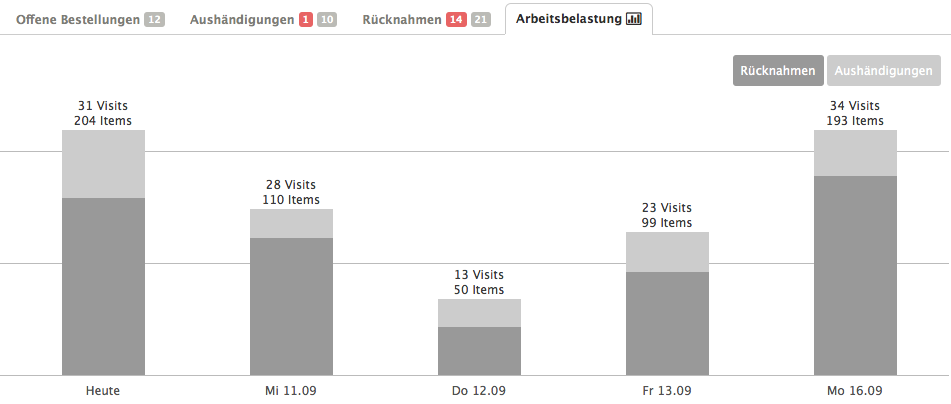 Offene Bestellungen 12 Aushändigungen 1 10 Rücknahmen 14 21 Arbeitsbelastung
Rücknahmen Aushändigungen
31 Visits
204 Items
28 Visits
110 Items
13 Visits
50 Items
23 Visits
99 Items
34 Visits
193 Items
Heute Mi 11.09 Do 12.09 Fr 13.09 Mo 16.09